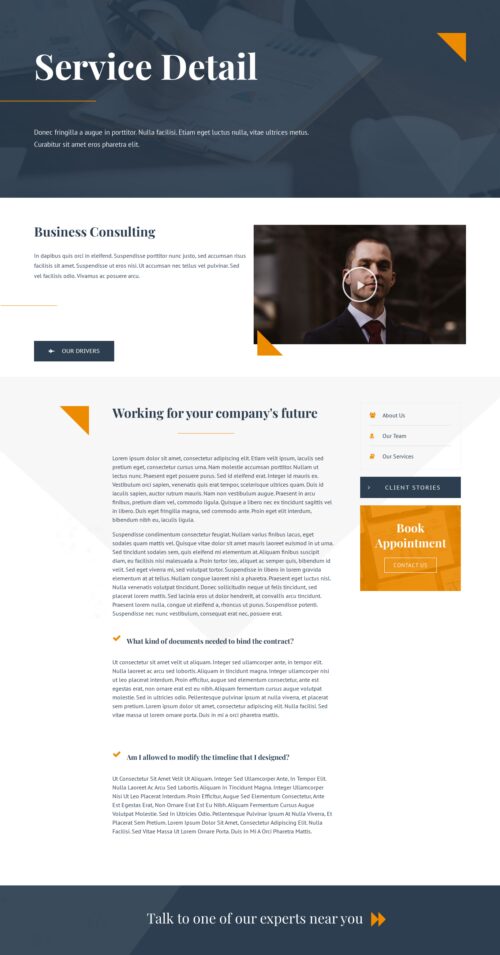 Service Detail
Donec fringilla a augue in porttitor. Nulla facilisi. Etiam eget luctus nulla, vitae ultrices metus.
Curabitur sit amet eros pharetra elit.
Business Consulting
In dapibus quis orci in eleifend. Suspendisse porttitor nunc justo, sed accumsan risus
facilisis sit amet. Suspendisse ut eros nisi. Ut accumsan nec tellus vel pulvinar. Sed
vel facilisis odio. Vivamus ac posuere arcu.
OUR DRIVERS
Working for your company's future
Lorem ipsum dolor sit amet, consectetur adipiscing elit. Etiam velit ipsum, iaculis sed
pretium eget, consectetur cursus urna. Nam molestie accumsan porttitor. Nullam ut
lectus nunc. Praesent eget posuere purus. Sed id eleifend erat. Integer id mauris ex.
Vestibulum orci sapien, venenatis quis erat tempor, scelerisque ultrices quam. Duis id
iaculis sapien, auctor rutrum mauris. Nam non vestibulum augue. Praesent in arcu
finibus, pretium diam vel, commodo ligula. Quisque a libero nec ex tincidunt sagittis vel
in libero. Duis eget fringilla magna, sed commodo ante. Proin eget elit interdum,
bibendum nibh eu, iaculis ligula.
Suspendisse condimentum consectetur feugiat. Nullam varius finibus lacus, eget
sodales quam mattis vel. Quisque vitae dolor sit amet mauris laoreet euismod in ut urna.
Sed tincidunt sodales sem, quis eleifend mi elementum at. Aliquam finibus suscipit
diam, eu facilisis nisi malesuada a. Proin tortor leo, aliquet ac semper quis, bibendum id
velit. Sed eget viverra mi, sed volutpat tortor. Suspendisse in libero in lorem gravida
elementum at at tellus. Nullam congue laoreet nisl a pharetra. Praesent eget luctus nisl.
Nulla venenatis volutpat tincidunt. Donec sollicitudin neque ut felis tincidunt, sed
placerat lorem mattis. Sed lacinia eros ut dolor hendrerit, at convallis arcu tincidunt.
Praesent lorem nulla, congue ut eleifend a, rhoncus ut purus. Suspendisse potenti.
Suspendisse nec nunc vestibulum, consequat erat nec, posuere erat.
What kind of documents needed to bind the contract?
Ut consectetur sit amet velit ut aliquam. Integer sed ullamcorper ante, in tempor elit.
Nulla laoreet ac arcu sed lobortis. Aliquam in tincidunt magna. Integer ullamcorper nisi
ut leo placerat interdum. Proin efficitur, augue sed elementum consectetur, ante est
egestas erat, non ornare erat est eu nibh. Aliquam fermentum cursus augue volutpat
molestie. Sed in ultricies odio. Pellentesque pulvinar ipsum at nulla viverra, et placerat
sem pretium. Lorem ipsum dolor sit amet, consectetur adipiscing elit. Nulla facilisi. Sed
vitae massa ut lorem ornare porta. Duis in mi a orci pharetra mattis.
Am I allowed to modify the timeline that I designed?
Ut Consectetur Sit Amet Velit Ut Aliquam. Integer Sed Ullamcorper Ante, In Tempor Elit.
Nulla Laoreet Ac Arcu Sed Lobortis. Aliquam In Tincidunt Magna. Integer Ullamcorper
Nisi Ut Leo Placerat Interdum. Proin Efficitur, Augue Sed Elementum Consectetur, Ante
Est Egestas Erat, Non Ornare Erat Est Eu Nibh. Aliquam Fermentum Cursus Augue
Volutpat Molestie. Sed In Ultricies Odio. Pellentesque Pulvinar Ipsum At Nulla Viverra, Et
Placerat Sem Pretium. Lorem Ipsum Dolor Sit Amet, Consectetur Adipiscing Elit. Nulla
Facilisi. Sed Vitae Massa Ut Lorem Ornare Porta. Duis In Mi A Orci Pharetra Mattis.
About Us
Our Team
Our Services
CLIENT STORIES
Book
Appointment
CONTACT US
Talk to one of our experts near you